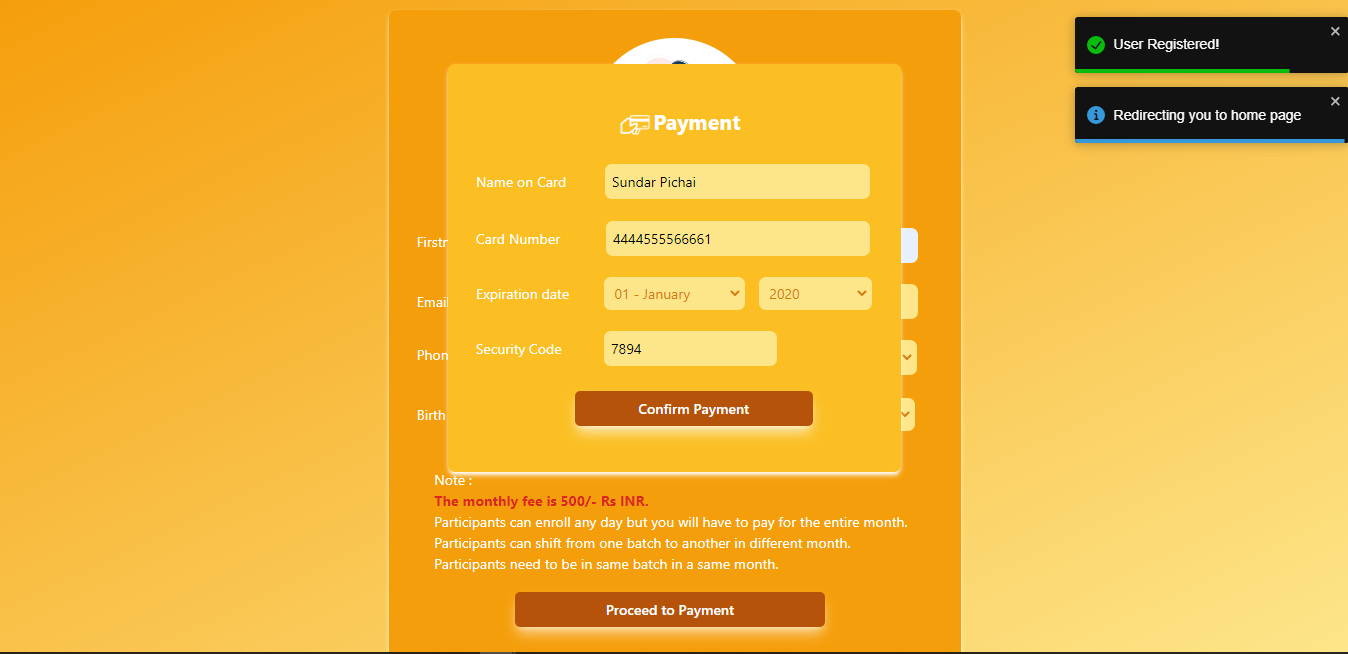 User Registered!
Redirecting you to home page
Payment
Name on Card Sundar Pichai
Card Number 4444555566661
Expiration date 01 - January 2020
Security Code 7894
Confirm Payment
Firstn
Email
Phon
Birth
Note :
The monthly fee is 500/- Rs INR.
Participants can enroll any day but you will have to pay for the entire month.
Participants can shift from one batch to another in different month.
Participants need to be in same batch in a same month.
Proceed to Payment